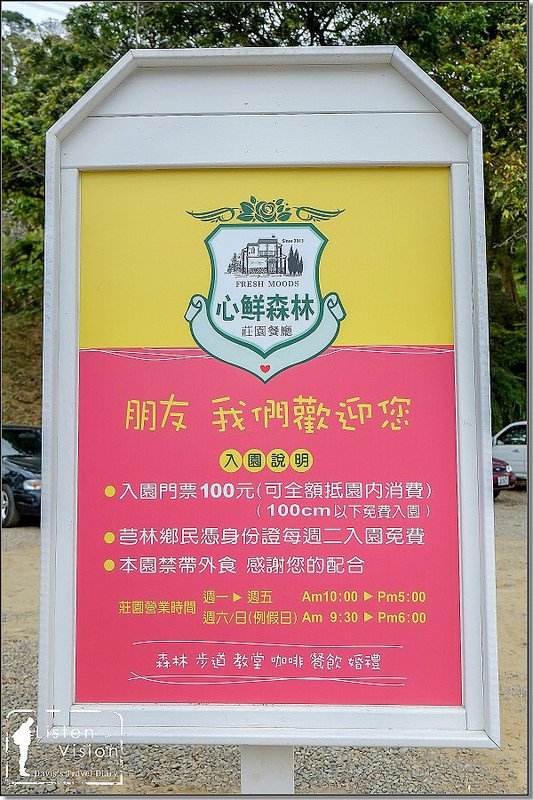 Since 2013
FRESH MOODS
心鮮森林
莊園餐廳
朋友 我們歡迎您
入園說明
●入園門票100元(可全額抵園內消費)
(100cm以下免費入園)
●芎林鄉民憑身份證每週二入園免費
●本園禁帶外食 感謝您的配合
莊園營業時間
週一▶週五 Am10:00▶Pm5:00
週六/日(例假日) Am 9:30▶Pm6:00
森林 步道 教堂 咖啡 餐飲 婚禮
Listen
Vision
Davis's Travel Diary